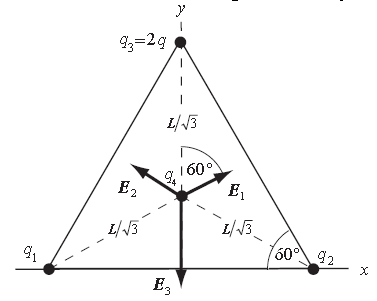 y
q₃=2q
L/√3
q₄
60°
E₂
E₁
L/√3
L/√3
q₁
60°
q₂
x
E₃